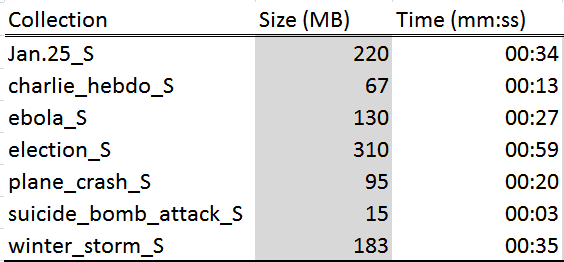 Collection Size (MB) Time (mm:ss)
Jan.25_S 220 00:34
charlie_hebdo_S 67 00:13
ebola_S 130 00:27
election_S 310 00:59
plane_crash_S 95 00:20
suicide_bomb_attack_S 15 00:03
winter_storm_S 183 00:35